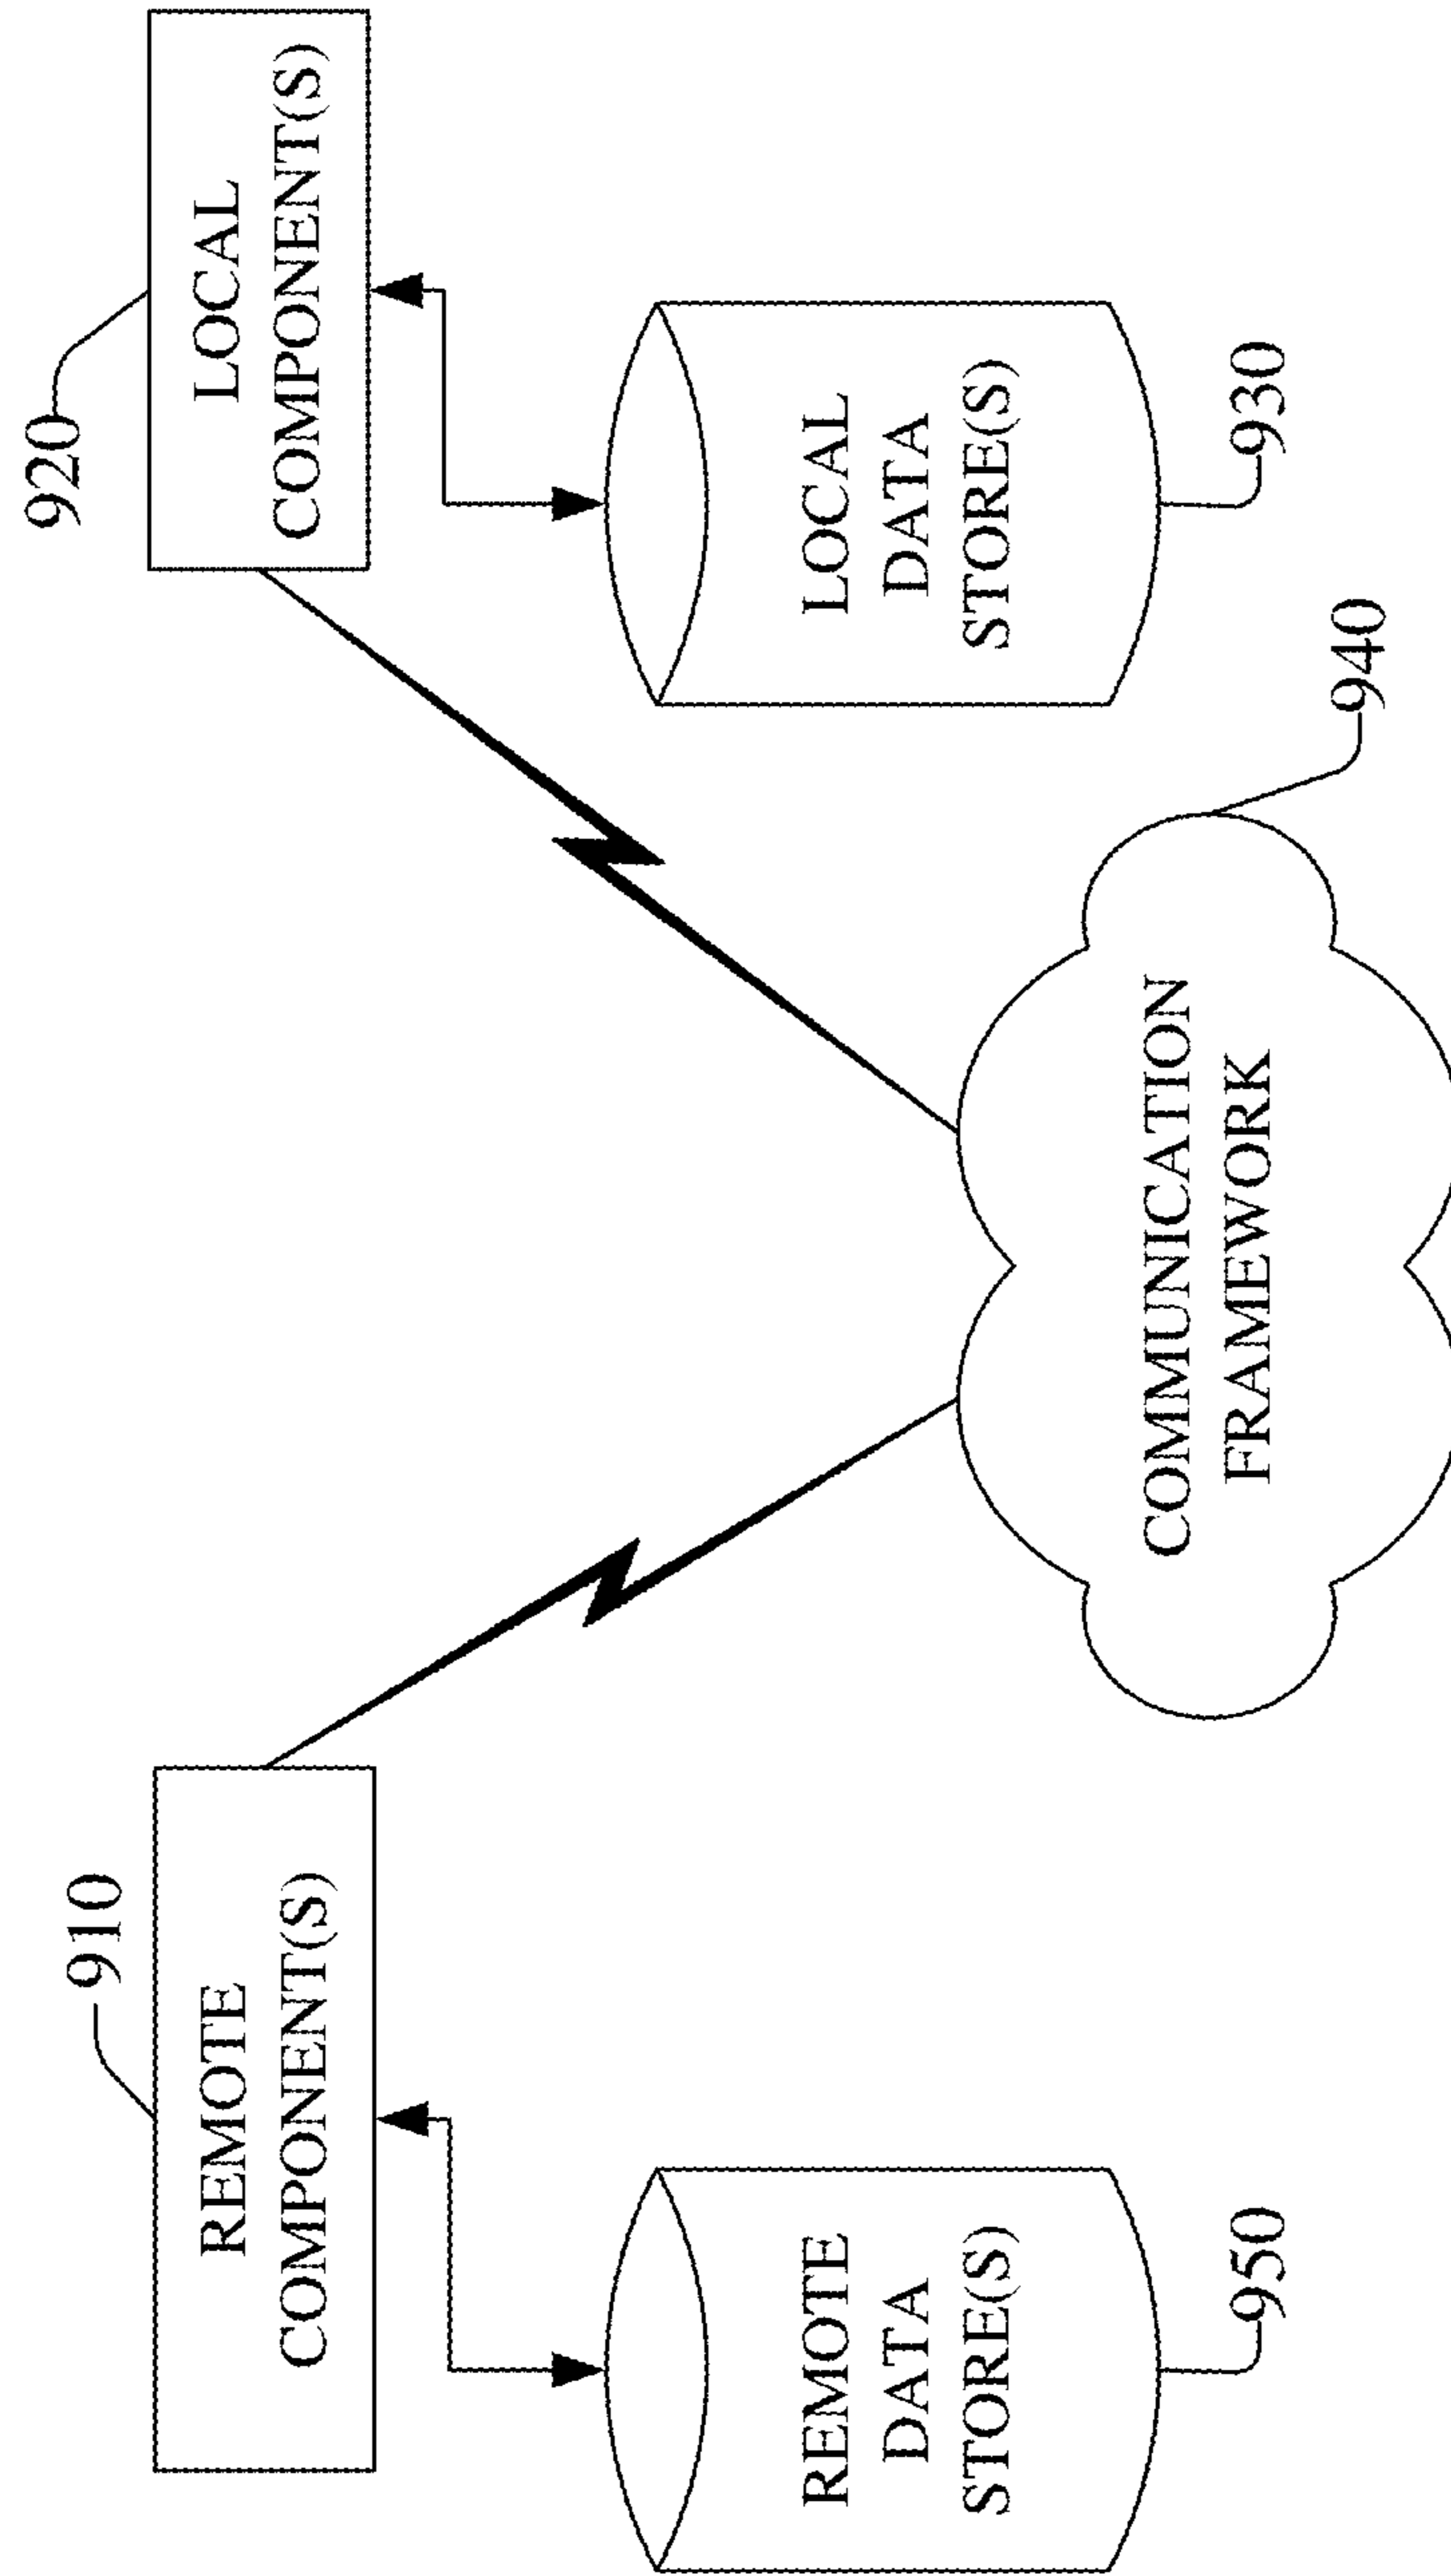 910
REMOTE
COMPONENT(S)
920
LOCAL
COMPONENT(S)
REMOTE
DATA
STORE(S)
950
LOCAL
DATA
STORE(S)
930
COMMUNICATION
FRAMEWORK
940